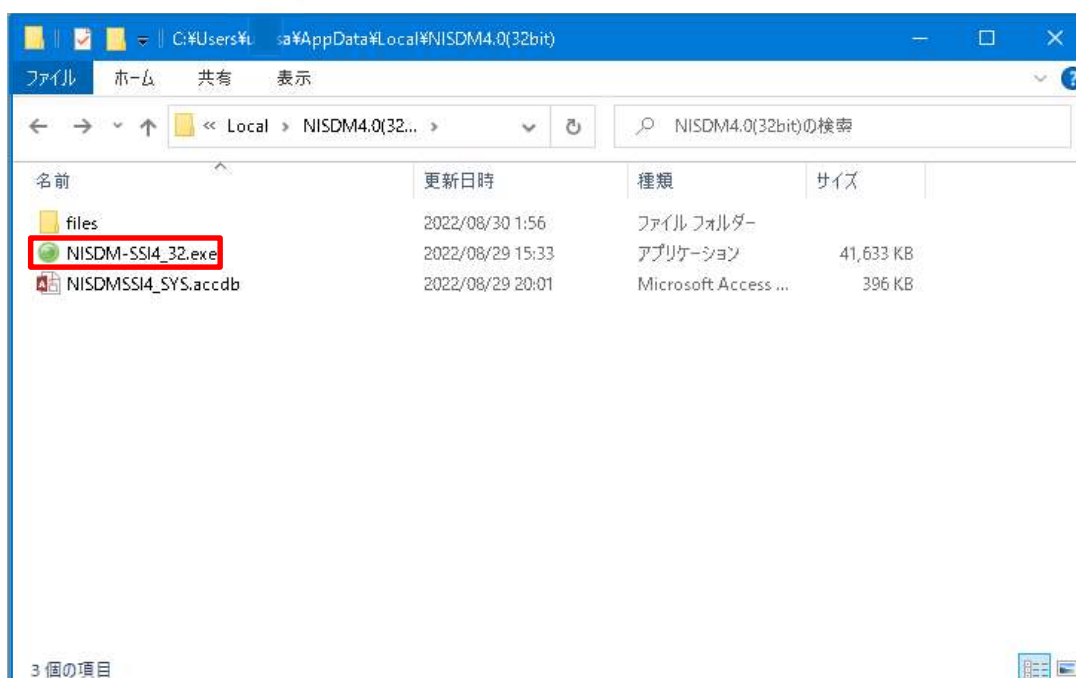 C:¥Users¥u sa¥AppData¥Local¥NISDM4.0(32bit)
ファイル ホーム 共有 表示
« Local › NISDM4.0(32... › NISDM4.0(32bit)の検索
名前 更新日時 種類 サイズ
files 2022/08/30 1:56 ファイル フォルダー
NISDM-SSI4_32.exe 2022/08/29 15:33 アプリケーション 41,633 KB
NISDMSSI4_SYS.accdb 2022/08/29 20:01 Microsoft Access ... 396 KB
3 個の項目